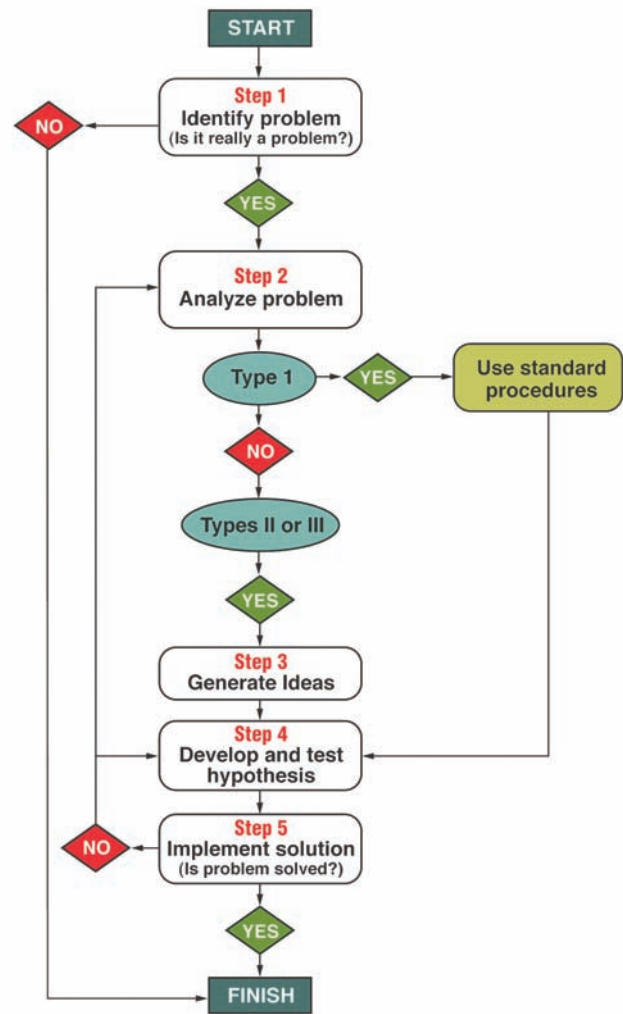 START
Step 1
Identify problem
(Is it really a problem?)
NO
YES
Step 2
Analyze problem
Type 1
YES
Use standard
procedures
NO
Types II or III
YES
Step 3
Generate Ideas
Step 4
Develop and test
hypothesis
Step 5
Implement solution
(Is problem solved?)
NO
YES
FINISH